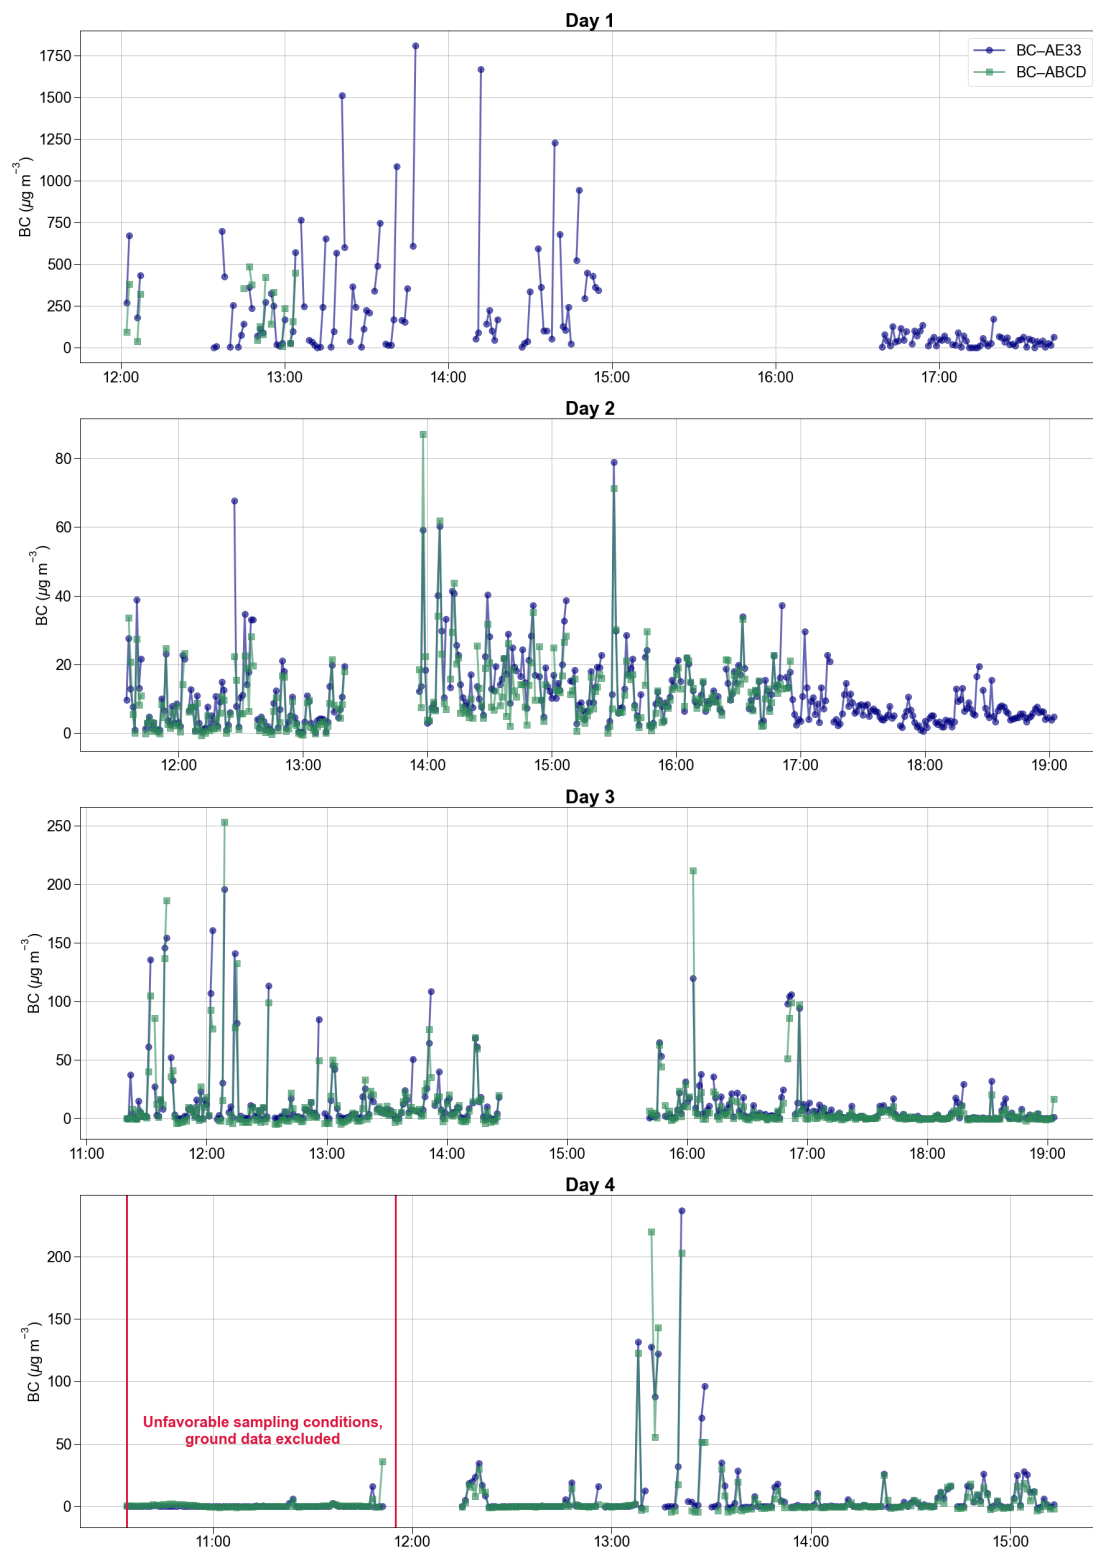 Day 1
BC–AE33
BC–ABCD
1750
1500
1250
1000
750
500
250
0
BC (μg m⁻³)
12:00 13:00 14:00 15:00 16:00 17:00
Day 2
80
60
40
20
0
BC (μg m⁻³)
12:00 13:00 14:00 15:00 16:00 17:00 18:00 19:00
Day 3
250
200
150
100
50
0
BC (μg m⁻³)
11:00 12:00 13:00 14:00 15:00 16:00 17:00 18:00 19:00
Day 4
200
150
100
50
0
BC (μg m⁻³)
Unfavorable sampling conditions,
ground data excluded
11:00 12:00 13:00 14:00 15:00